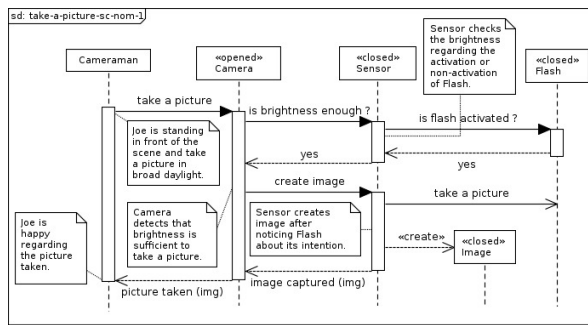 sd: take-a-picture-sc-nom-1
Cameraman
«opened»
Camera
«closed»
Sensor
Sensor checks
the brightness
regarding the
activation or
non-activation
of Flash.
«closed»
Flash
take a picture
is brightness enough ?
is flash activated ?
Joe is standing
in front of the
scene and take
a picture in
broad daylight.
yes
yes
create image
take a picture
Joe is
happy
regarding
the picture
taken.
Camera
detects that
brightness is
sufficient to
take a picture.
Sensor creates
image after
noticing Flash
about its intention.
«create»
«closed»
Image
picture taken (img)
image captured (img)